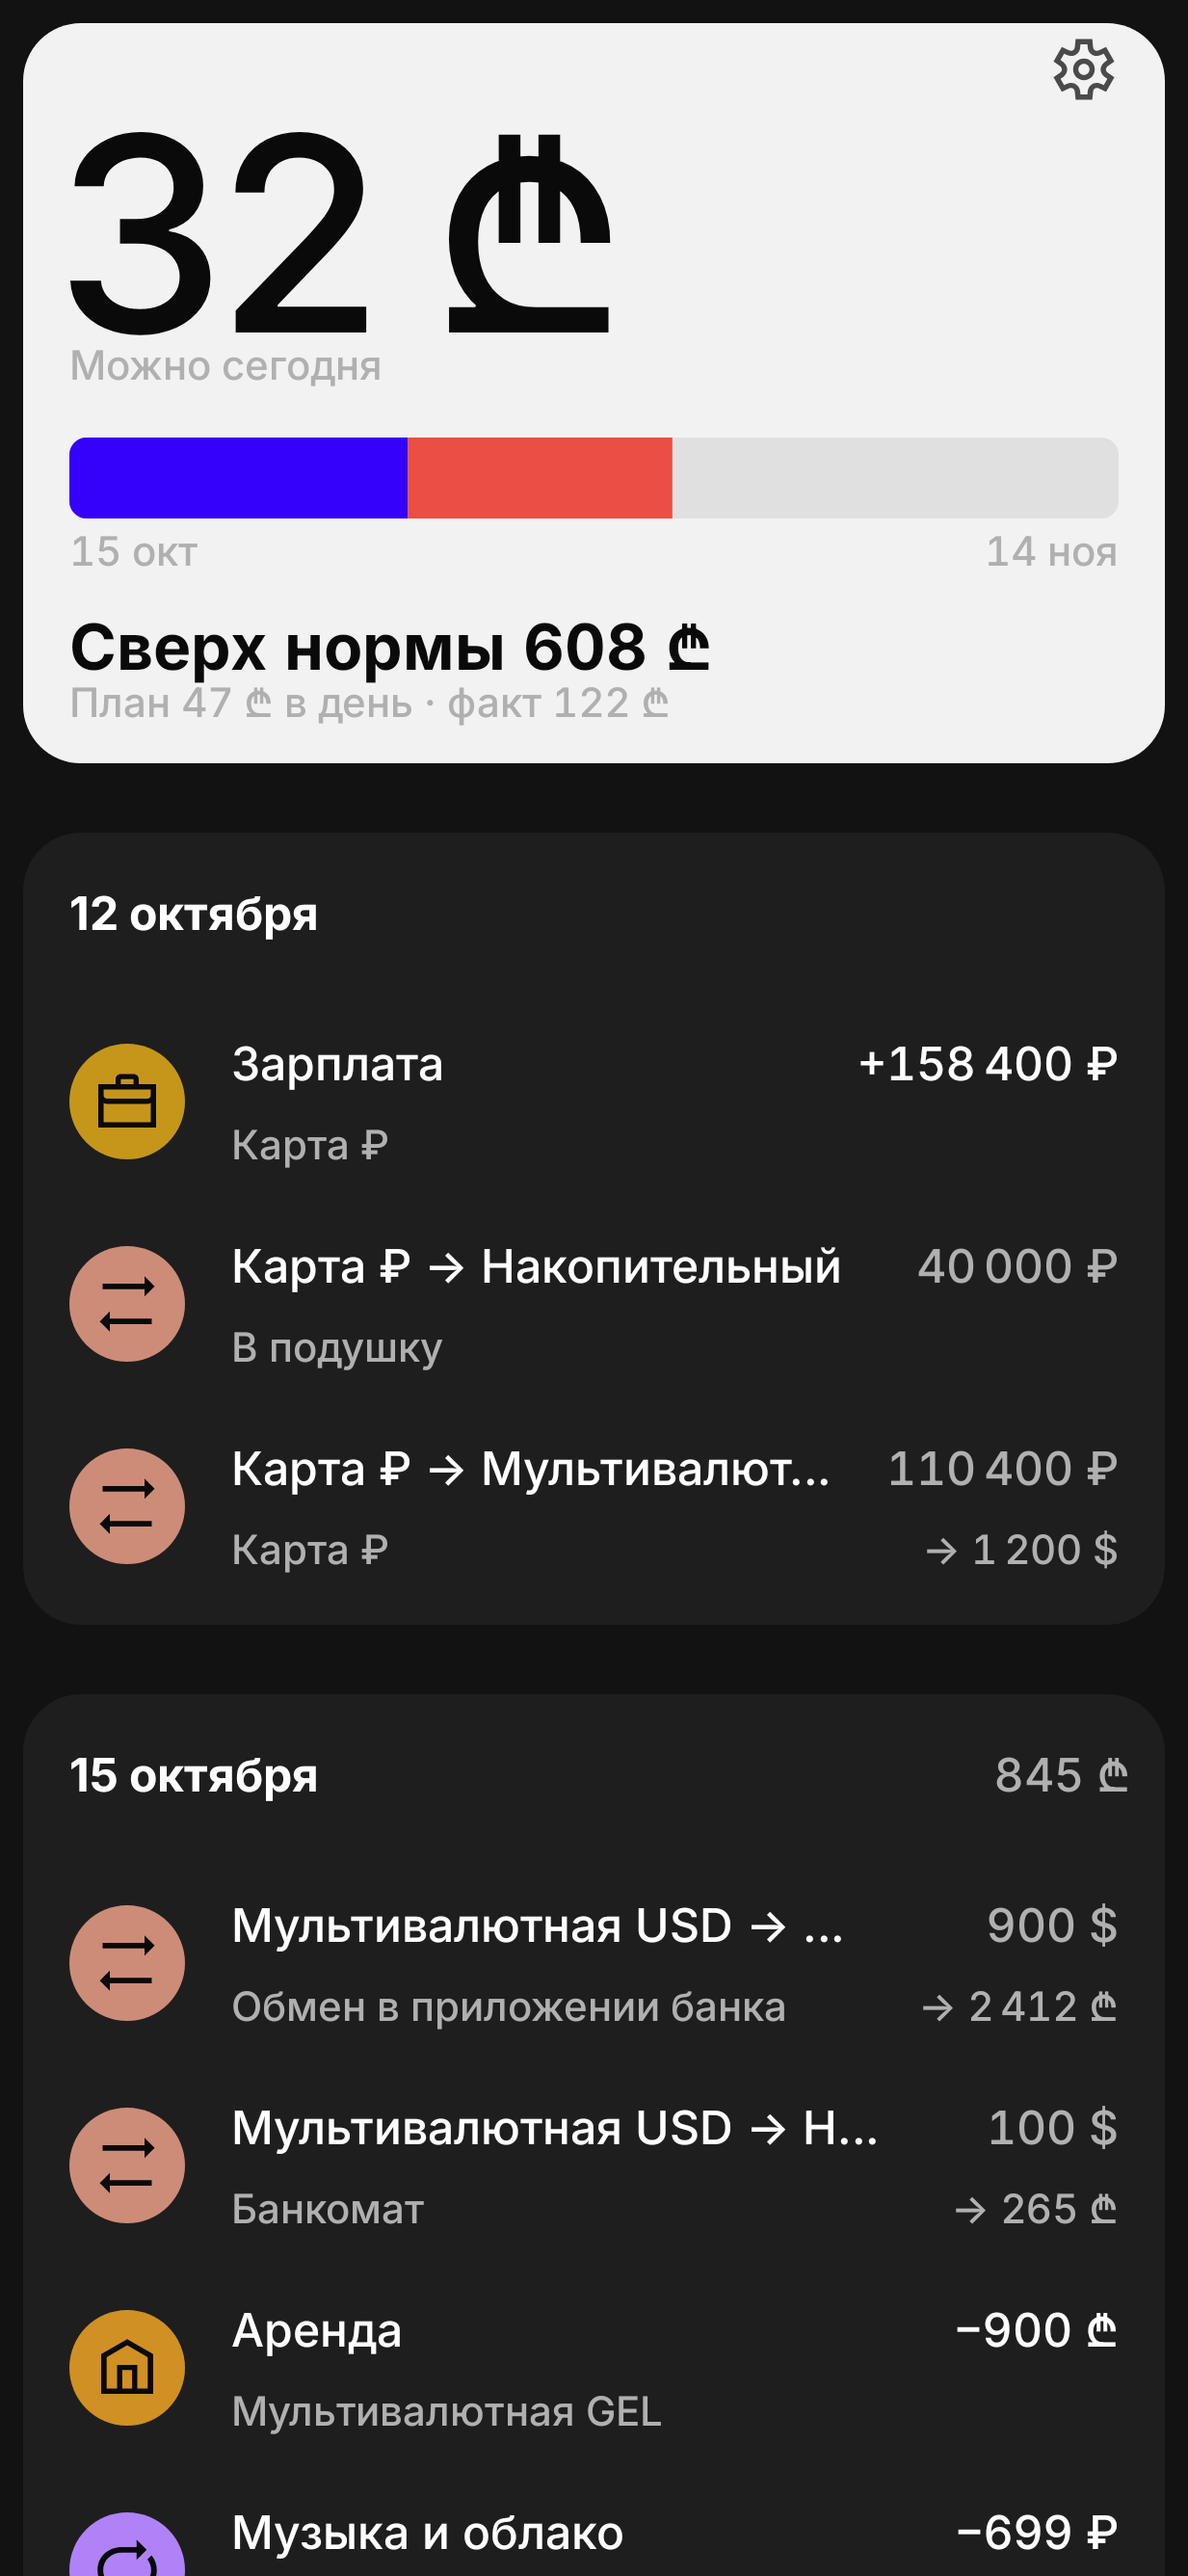 32 ₾
Можно сегодня
15 окт
14 ноя
Сверх нормы 608 ₾
План 47 ₾ в день · факт 122 ₾
12 октября
Зарплата
+158 400 ₽
Карта ₽
Карта ₽ → Накопительный
40 000 ₽
В подушку
Карта ₽ → Мультивалют...
110 400 ₽
Карта ₽
→ 1 200 $
15 октября
845 ₾
Мультивалютная USD → ...
900 $
Обмен в приложении банка
→ 2 412 ₾
Мультивалютная USD → Н...
100 $
Банкомат
→ 265 ₾
Аренда
−900 ₾
Мультивалютная GEL
Музыка и облако
−699 ₽